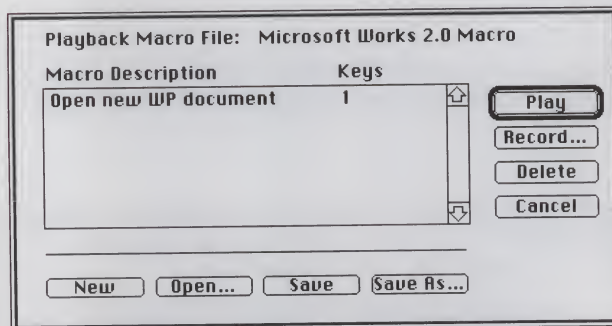 Playback Macro File: Microsoft Works 2.0 Macro
Macro Description Keys
Open new WP document 1
Play
Record...
Delete
Cancel
New Open... Save Save As...